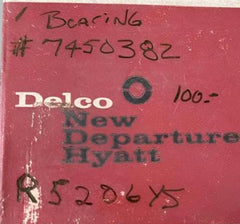 1 Bearing
# 7450382
Delco 100.-
New
Departure
Hyatt
R5206Y5